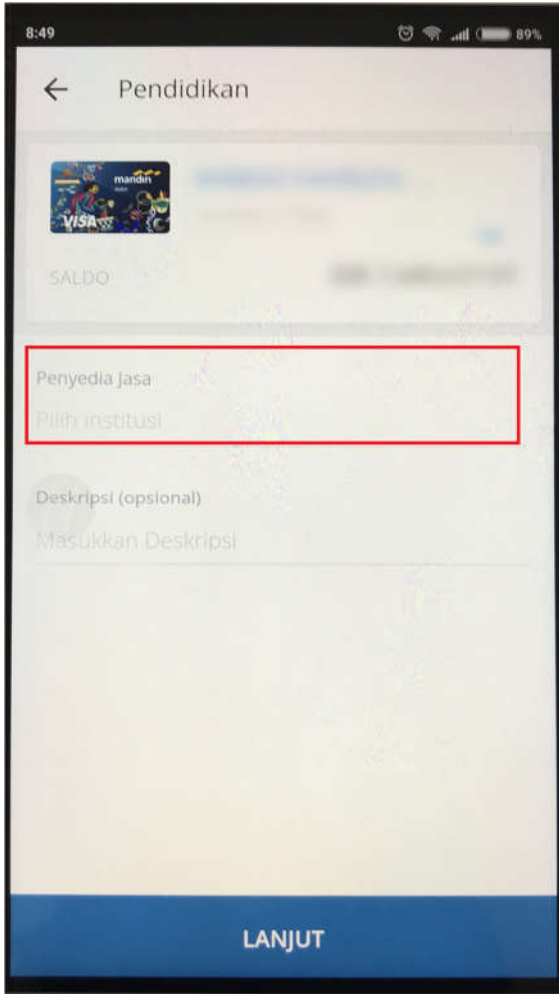 8:49
89%
Pendidikan
mandiri
VISA
SALDO
Penyedia Jasa
Pilih institusi
Deskripsi (opsional)
Masukkan Deskripsi
LANJUT